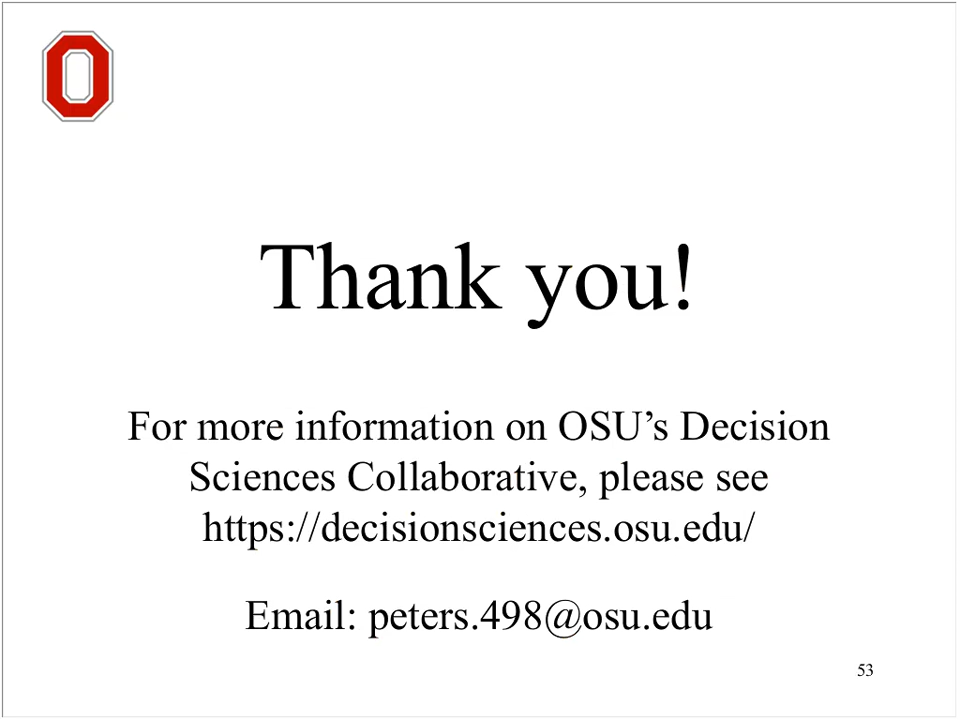 O
Thank you!
For more information on OSU’s Decision
Sciences Collaborative, please see
https://decisionsciences.osu.edu/
Email: peters.498@osu.edu
53